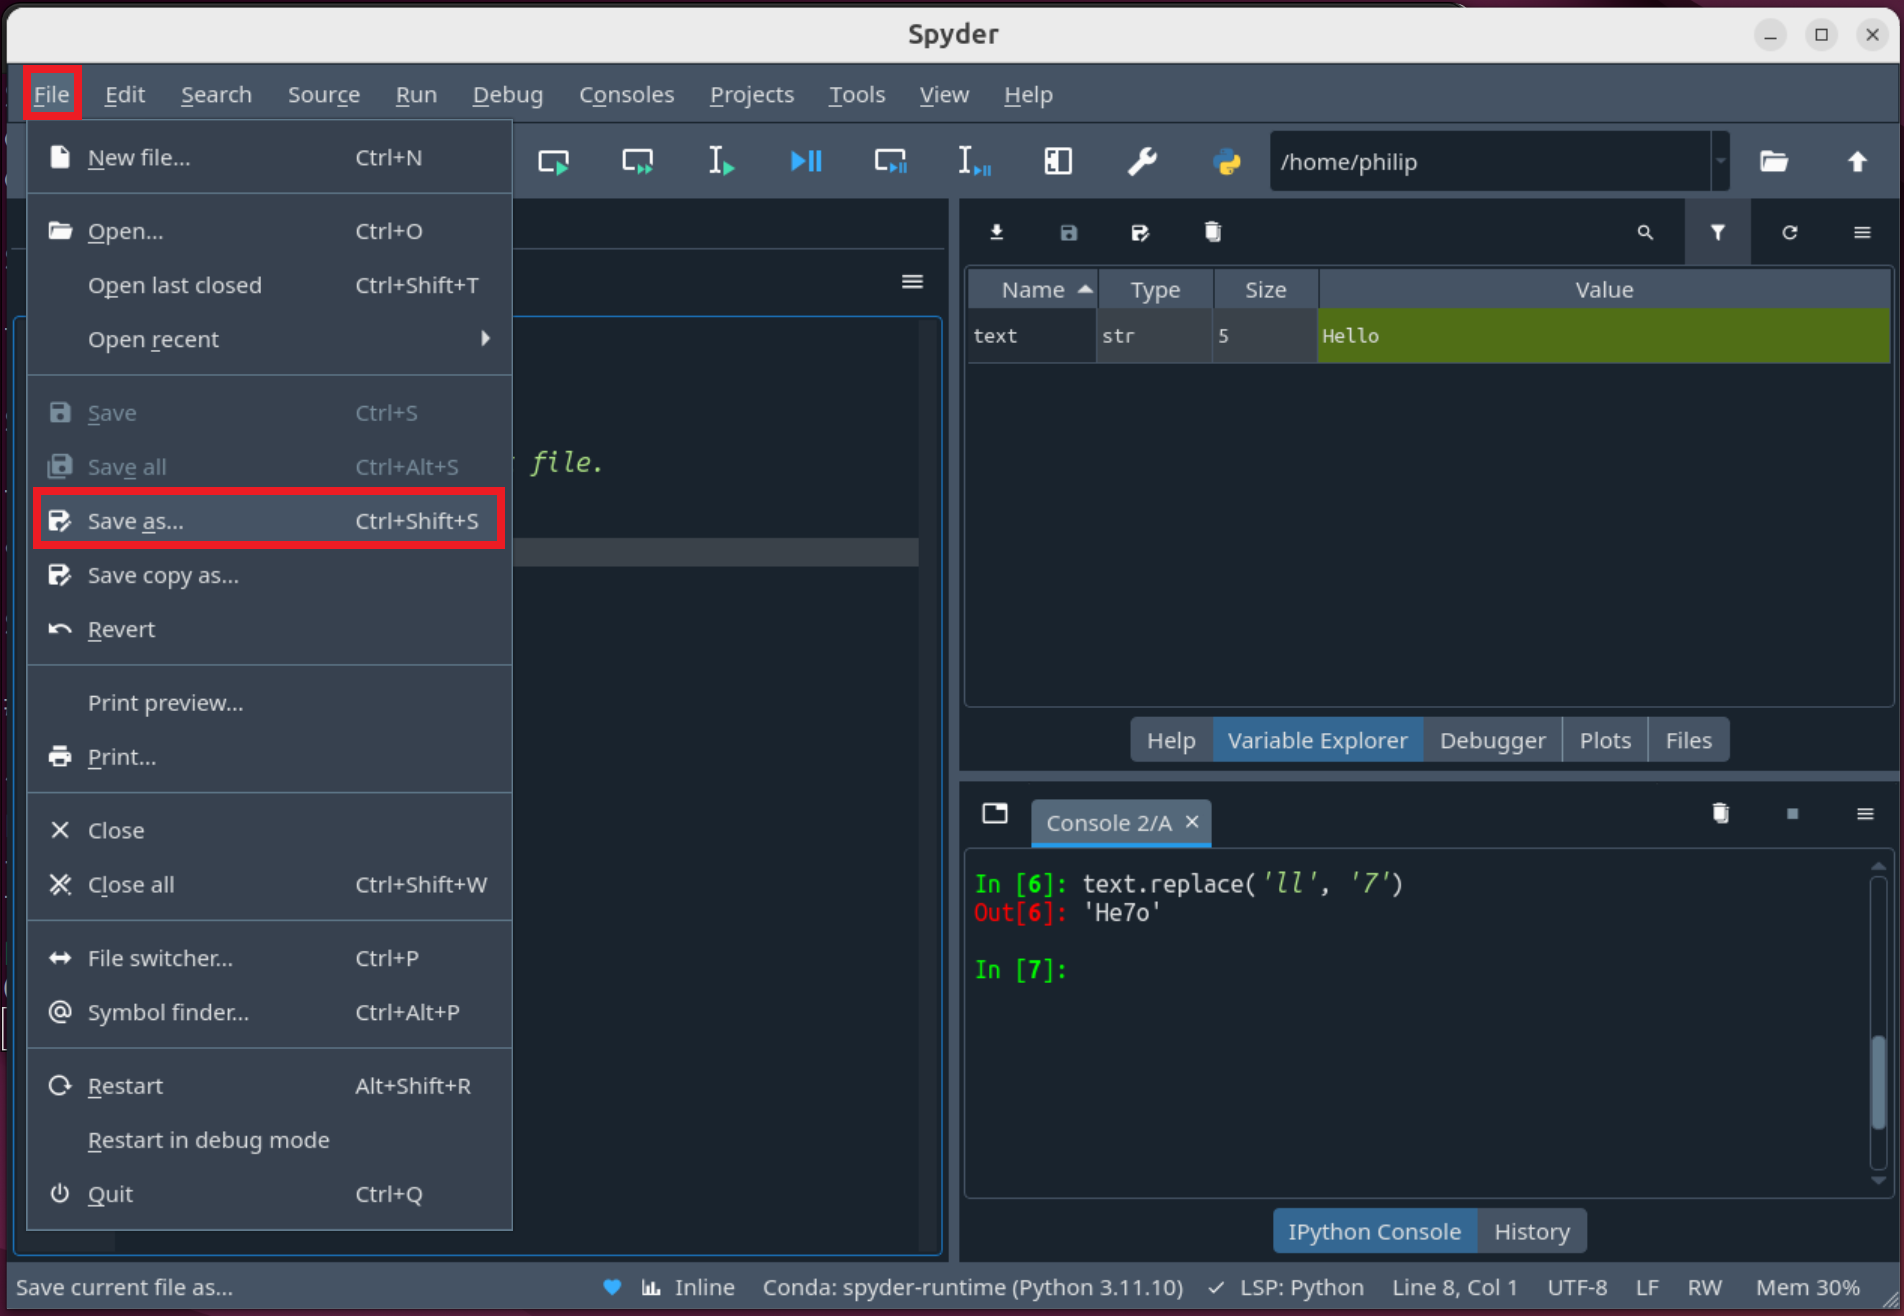 Spyder
File Edit Search Source Run Debug Consoles Projects Tools View Help
New file... Ctrl+N
Open... Ctrl+O
Open last closed Ctrl+Shift+T
Open recent
Save Ctrl+S
Save all Ctrl+Alt+S
Save as... Ctrl+Shift+S
Save copy as...
Revert
Print preview...
Print...
Close
Close all Ctrl+Shift+W
File switcher... Ctrl+P
Symbol finder... Ctrl+Alt+P
Restart Alt+Shift+R
Restart in debug mode
Quit Ctrl+Q
file.
/home/philip
Name Type Size Value
text str 5 Hello
Help Variable Explorer Debugger Plots Files
Console 2/A
In [6]: text.replace('ll', '7')
Out[6]: 'He7o'
In [7]:
IPython Console History
Save current file as... Inline Conda: spyder-runtime (Python 3.11.10) LSP: Python Line 8, Col 1 UTF-8 LF RW Mem 30%